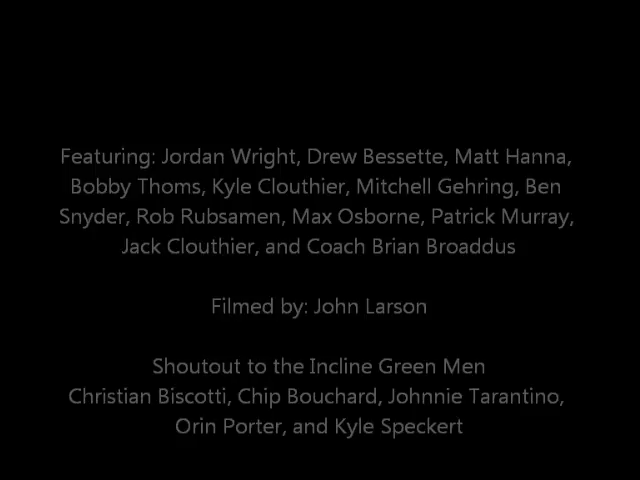 Featuring: Jordan Wright, Drew Bessette, Matt Hanna,
Bobby Thoms, Kyle Clouthier, Mitchell Gehring, Ben
Snyder, Rob Rubsamen, Max Osborne, Patrick Murray,
Jack Clouthier, and Coach Brian Broaddus
Filmed by: John Larson
Shoutout to the Incline Green Men
Christian Biscotti, Chip Bouchard, Johnnie Tarantino,
Orin Porter, and Kyle Speckert